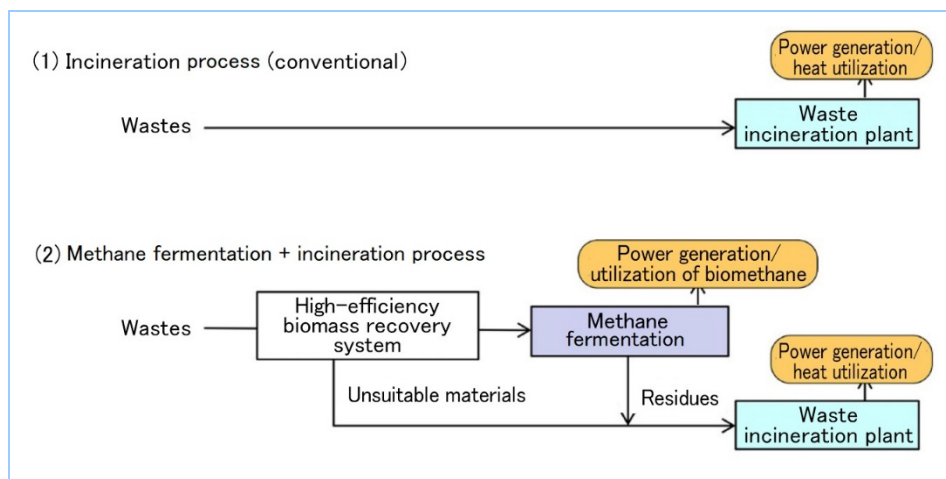 (1) Incineration process (conventional)
Power generation/
heat utilization
Wastes
Waste
incineration plant
(2) Methane fermentation + incineration process
Power generation/
utilization of biomethane
Wastes
High-efficiency
biomass recovery
system
Methane
fermentation
Power generation/
heat utilization
Unsuitable materials
Residues
Waste
incineration plant